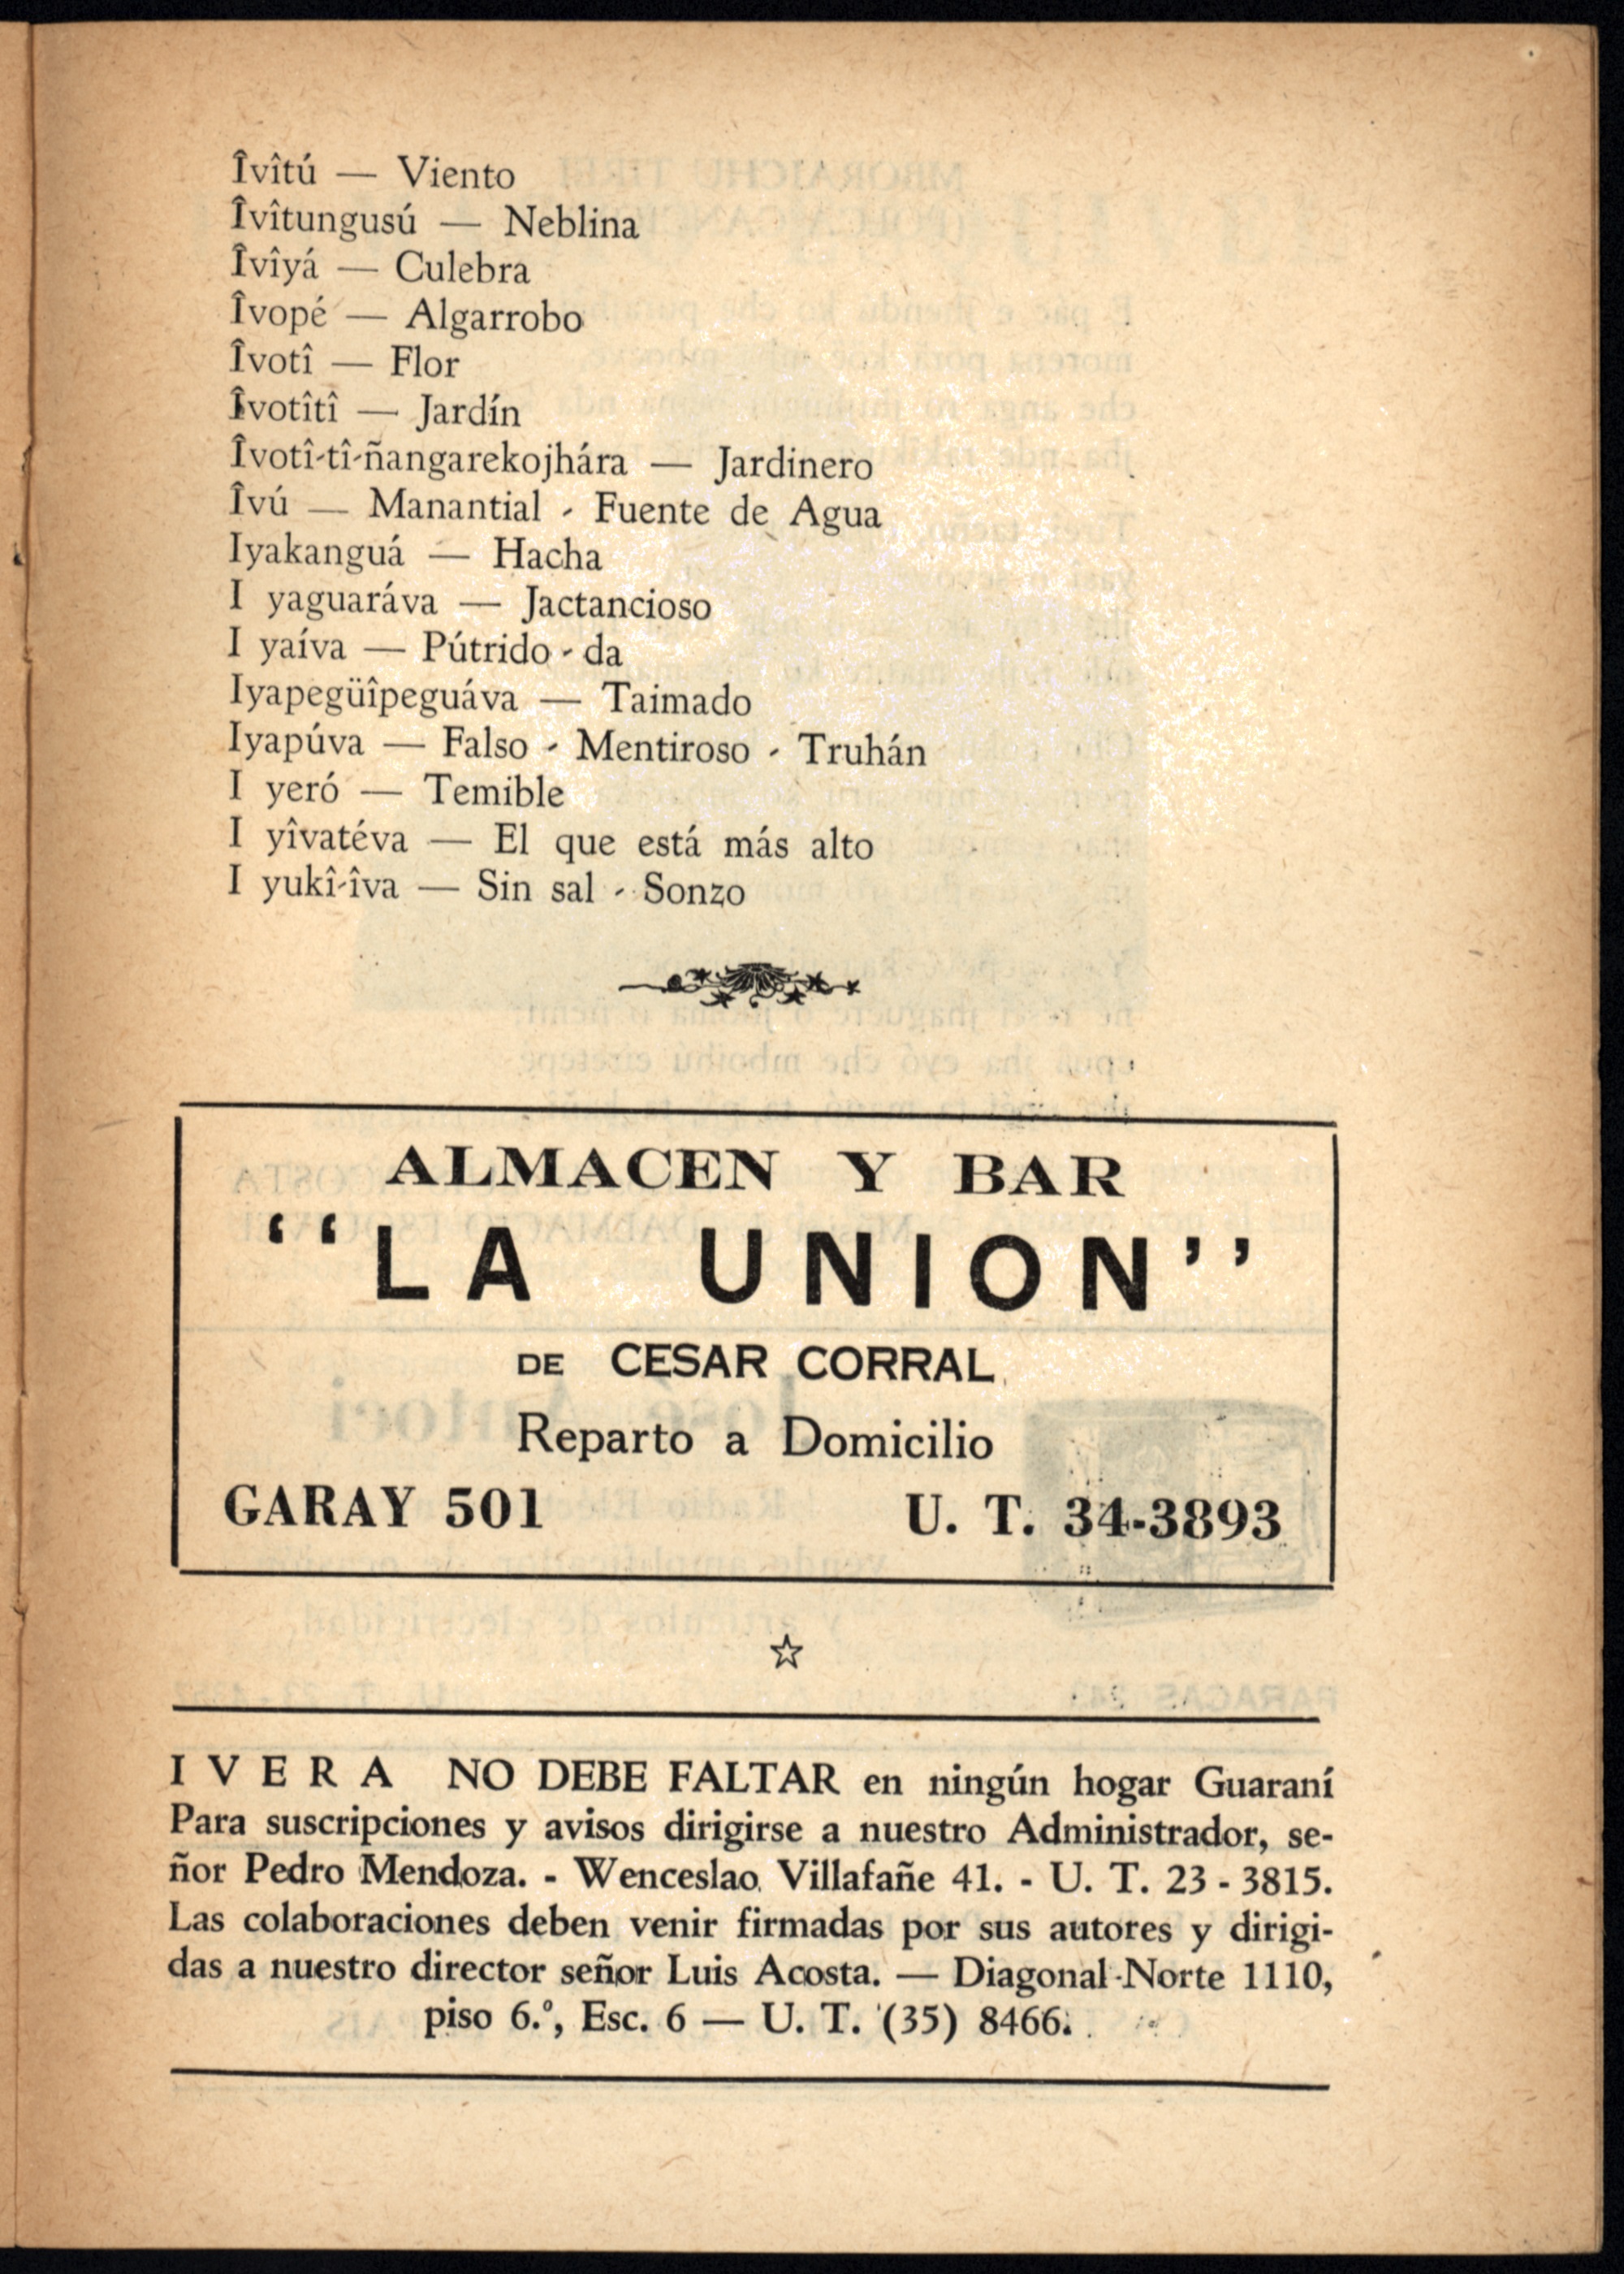 Îvîtú — Viento
Îvîtungusú — Neblina
Îvîyá — Culebra
Îvopé — Algarrobo
Îvotî — Flor
Îvotîtî — Jardín
Îvotî-tî-ñangarekojhára — Jardinero
Îvú — Manantial - Fuente de Agua
Iyakanguá — Hacha
I yaguaráva — Jactancioso
I yaíva — Pútrido - da
Iyapegüîpeguáva — Taimado
Iyapúva — Falso - Mentiroso - Truhán
I yeró — Temible
I yîvatéva — El que está más alto
I yukî-îva — Sin sal - Sonzo
ALMACEN Y BAR
‘‘LA UNION’’
DE CESAR CORRAL
Reparto a Domicilio
GARAY 501 U. T. 34-3893
I V E R A NO DEBE FALTAR en ningún hogar Guaraní
Para suscripciones y avisos dirigirse a nuestro Administrador, se-
ñor Pedro Mendoza. - Wenceslao Villafañe 41. - U. T. 23 - 3815.
Las colaboraciones deben venir firmadas por sus autores y dirigi-
das a nuestro director señor Luis Acosta. — Diagonal Norte 1110,
piso 6.º, Esc. 6 — U. T. (35) 8466.